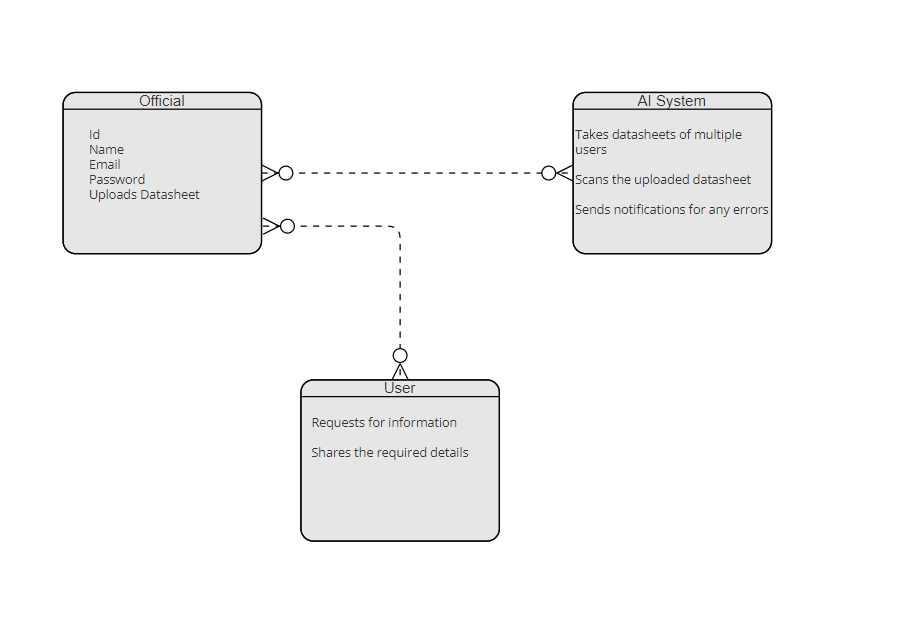 Official
Id
Name
Email
Password
Uploads Datasheet
AI System
Takes datasheets of multiple
users
Scans the uploaded datasheet
Sends notifications for any errors
User
Requests for information
Shares the required details